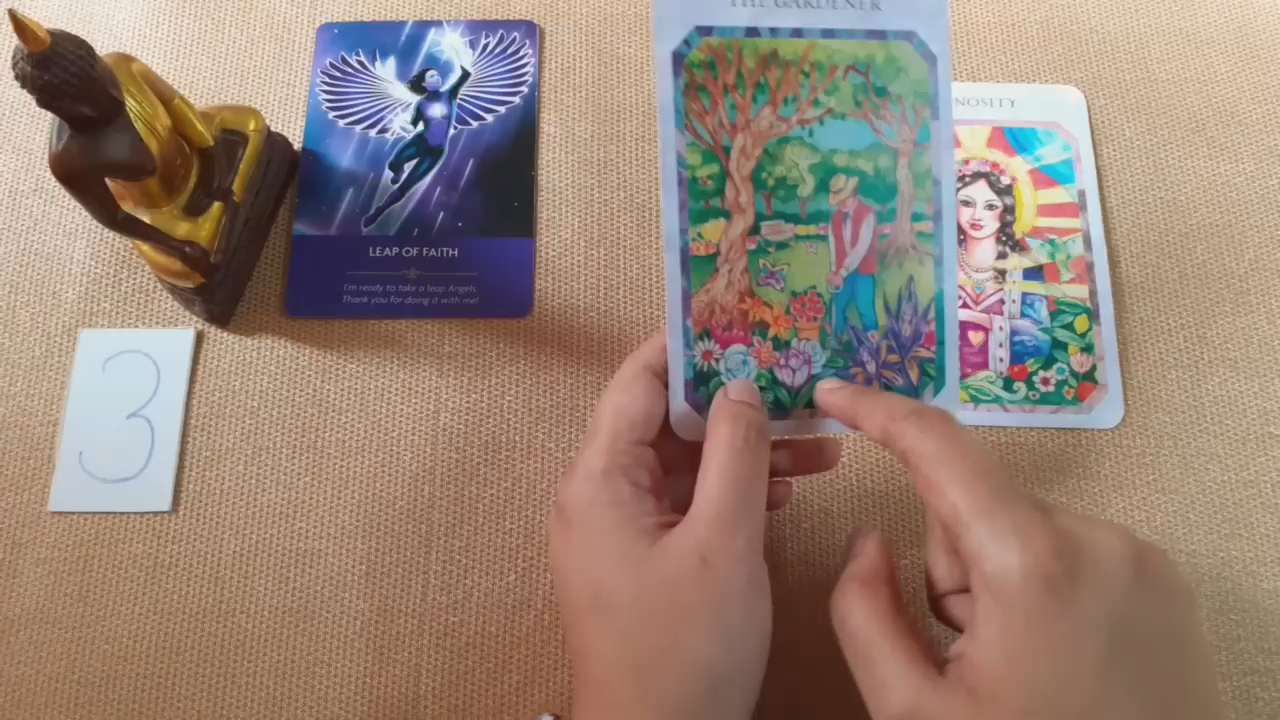 THE GARDENER
NOSITY
LEAP OF FAITH
I'm ready to take a leap Angels
Thank you for doing it with me!
3